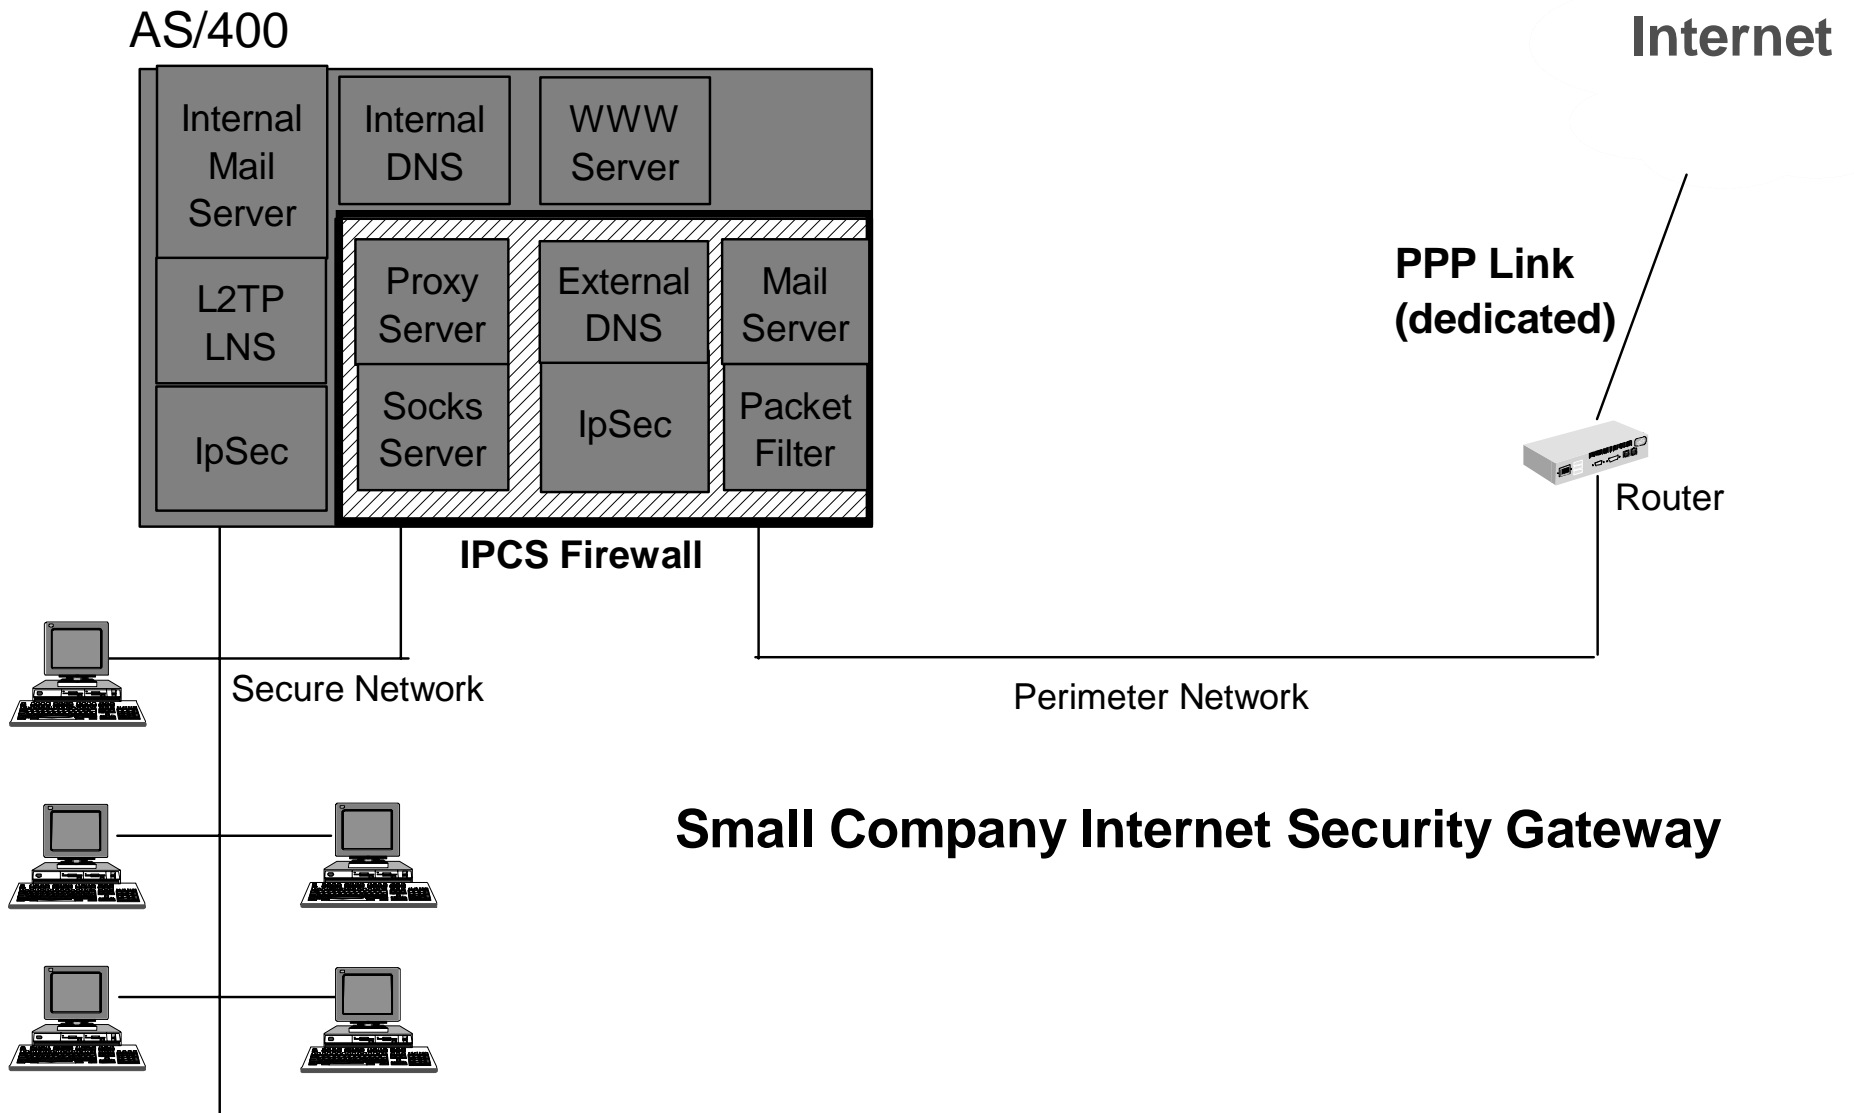 AS/400
Internet
Internal
Mail
Server
Internal
DNS
WWW
Server
L2TP
LNS
IpSec
Proxy
Server
External
DNS
Mail
Server
Socks
Server
IpSec
Packet
Filter
IPCS Firewall
PPP Link
(dedicated)
Router
Secure Network
Perimeter Network
Small Company Internet Security Gateway